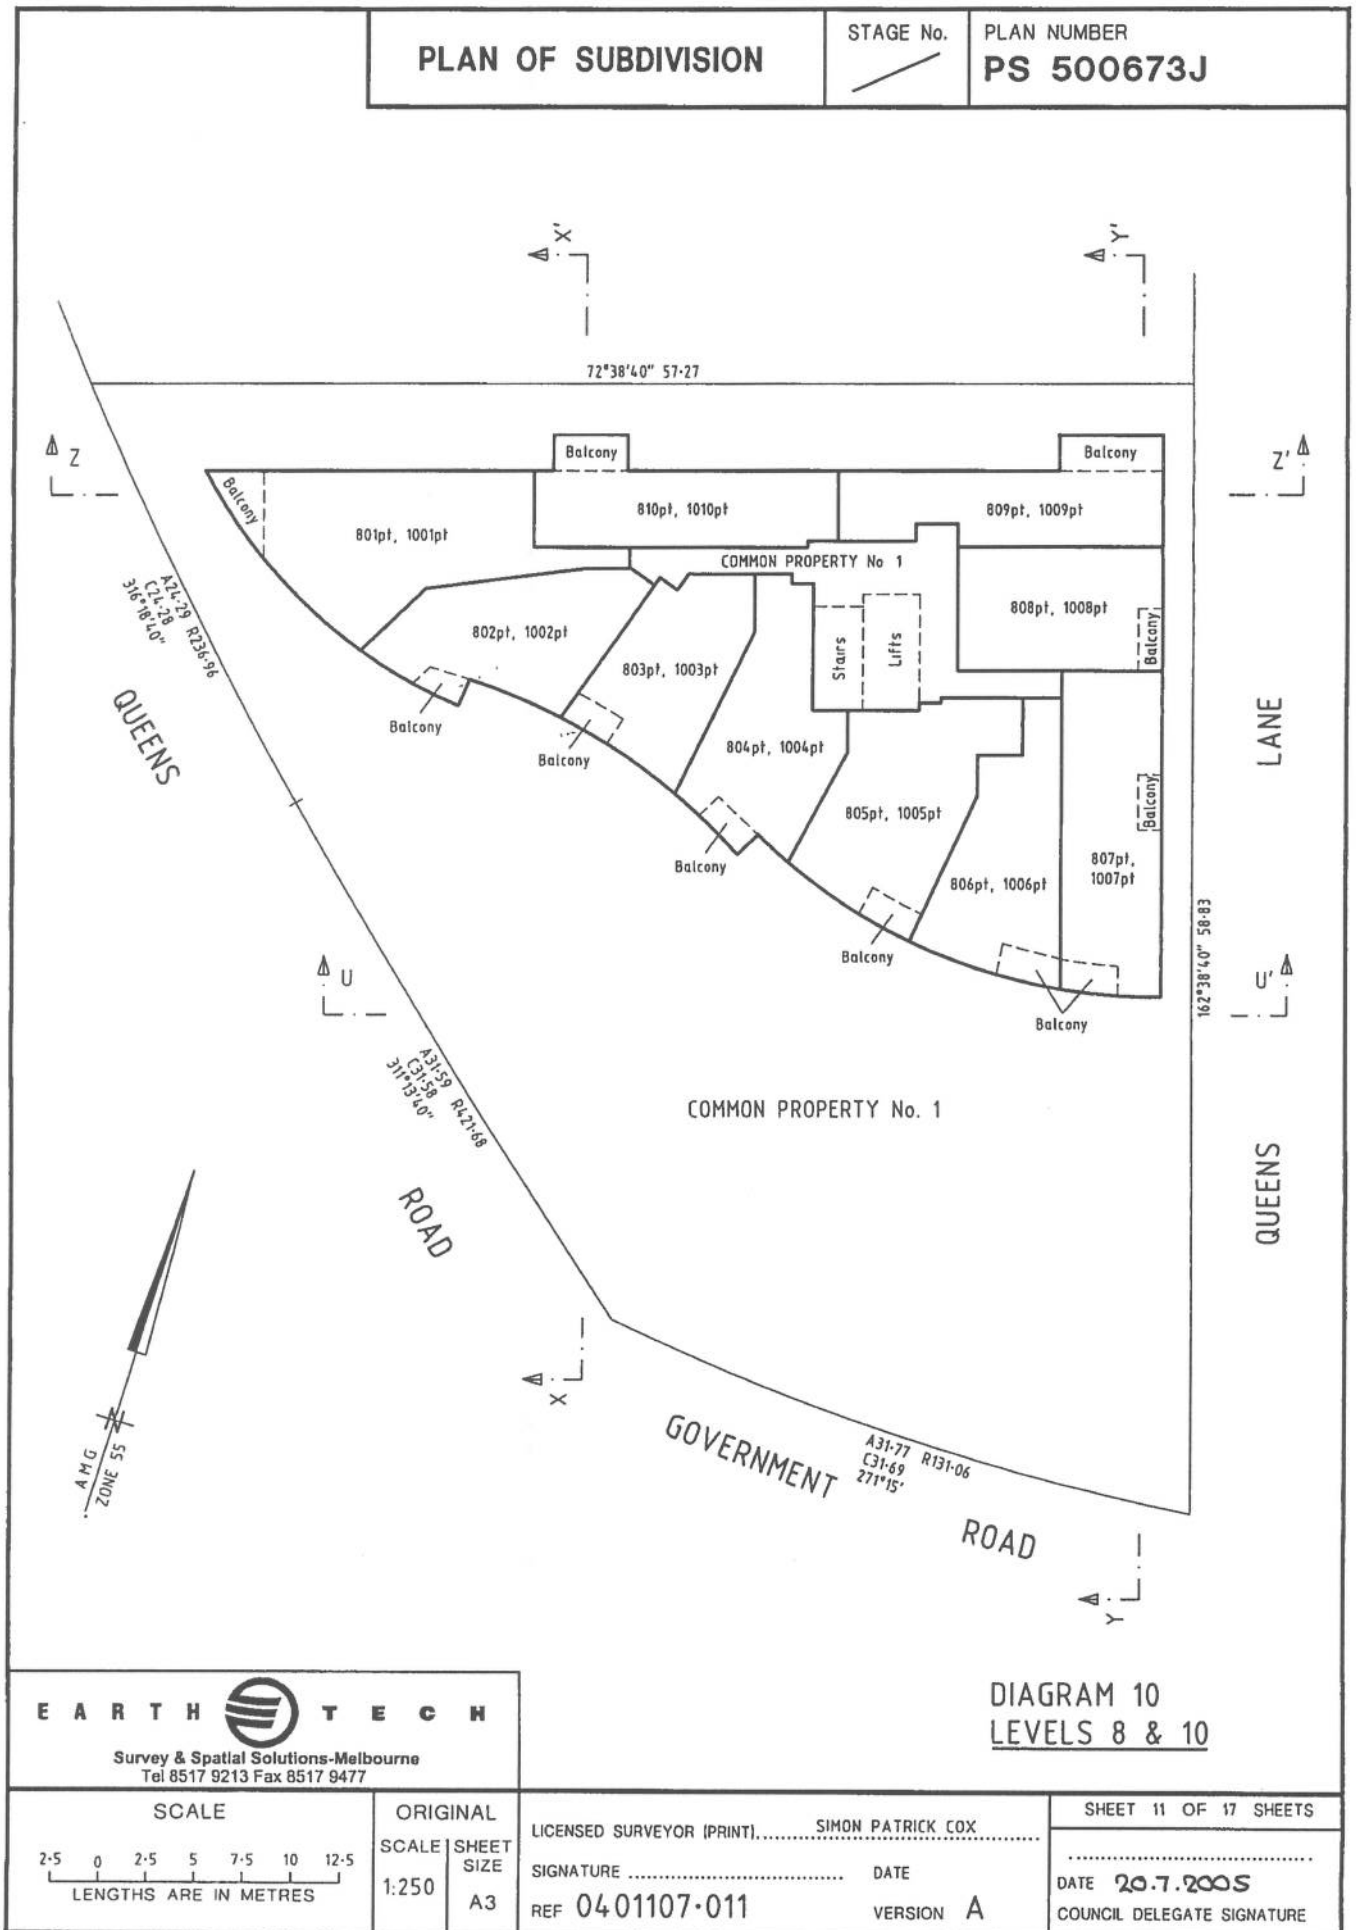 PLAN OF SUBDIVISION
STAGE No.
PLAN NUMBER
PS 500673J
X'
Y'
72°38'40" 57·27
Z
Z'
Balcony
Balcony
Balcony
801pt, 1001pt
810pt, 1010pt
809pt, 1009pt
COMMON PROPERTY No 1
A24·29 R236·96
C24·28
316°18'40"
802pt, 1002pt
803pt, 1003pt
Stairs
Lifts
808pt, 1008pt
Balcony
QUEENS
Balcony
Balcony
804pt, 1004pt
LANE
805pt, 1005pt
Balcony
Balcony
807pt,
1007pt
806pt, 1006pt
Balcony
162°38'40" 58·83
U
U'
Balcony
A31·59 R421·68
C31·58
311°13'40"
COMMON PROPERTY No. 1
QUEENS
ROAD
X
GOVERNMENT
A31·77 R131·06
C31·69
271°15'
ROAD
Y
N
AMG
ZONE 55
DIAGRAM 10
LEVELS 8 & 10
EARTH TECH
Survey & Spatial Solutions-Melbourne
Tel 8517 9213 Fax 8517 9477
SCALE
2·5 0 2·5 5 7·5 10 12·5
LENGTHS ARE IN METRES
ORIGINAL
SCALE
1:250
SHEET
SIZE
A3
LICENSED SURVEYOR (PRINT) SIMON PATRICK COX
SIGNATURE DATE
REF 0401107·011 VERSION A
SHEET 11 OF 17 SHEETS
DATE 20.7.2005
COUNCIL DELEGATE SIGNATURE